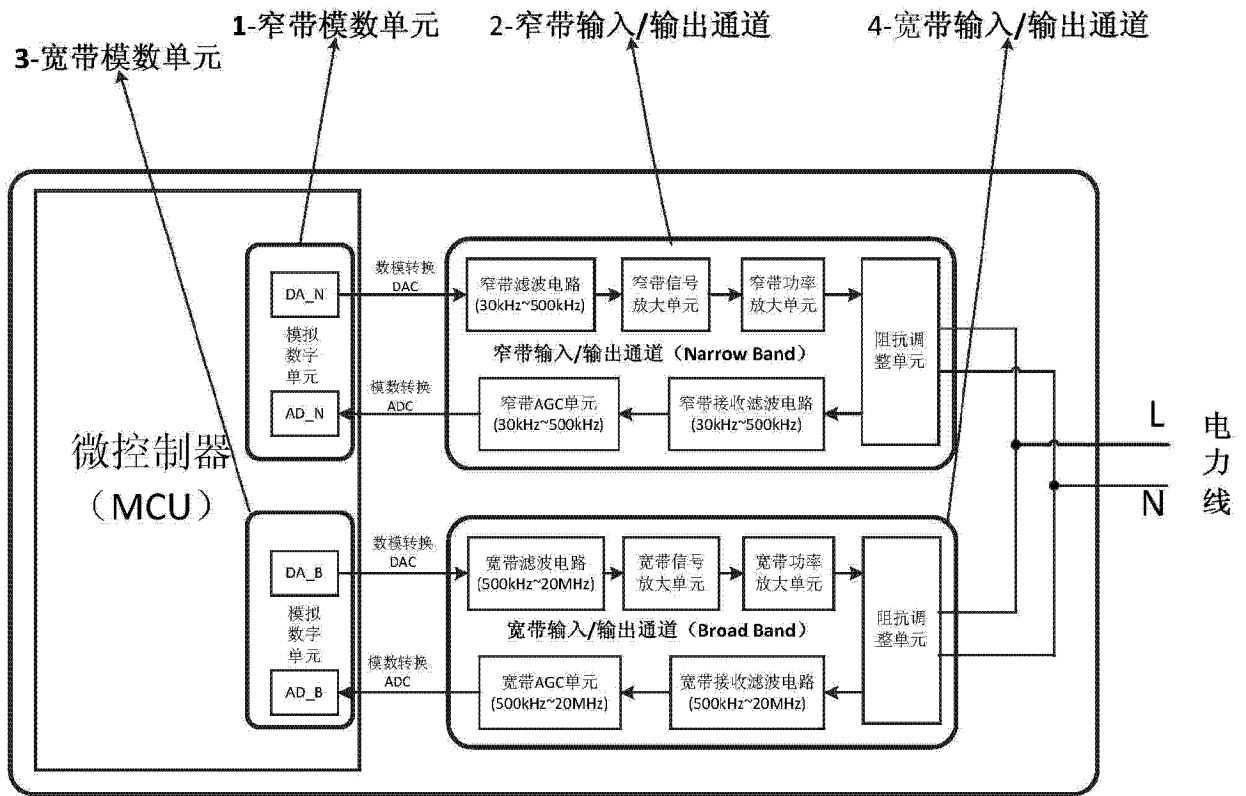 1-窄带模数单元
2-窄带输入/输出通道
4-宽带输入/输出通道
3-宽带模数单元
微控制器
（MCU）
DA_N
模拟
数字
单元
AD_N
数模转换
DAC
模数转换
ADC
窄带滤波电路
(30kHz~500kHz)
窄带信号
放大单元
窄带功率
放大单元
阻抗调
整单元
窄带输入/输出通道（Narrow Band）
窄带AGC单元
(30kHz~500kHz)
窄带接收滤波电路
(30kHz~500kHz)
L
N
电
力
线
DA_B
模拟
数字
单元
AD_B
数模转换
DAC
模数转换
ADC
宽带滤波电路
(500kHz~20MHz)
宽带信号
放大单元
宽带功率
放大单元
阻抗调
整单元
宽带输入/输出通道（Broad Band）
宽带AGC单元
(500kHz~20MHz)
宽带接收滤波电路
(500kHz~20MHz)